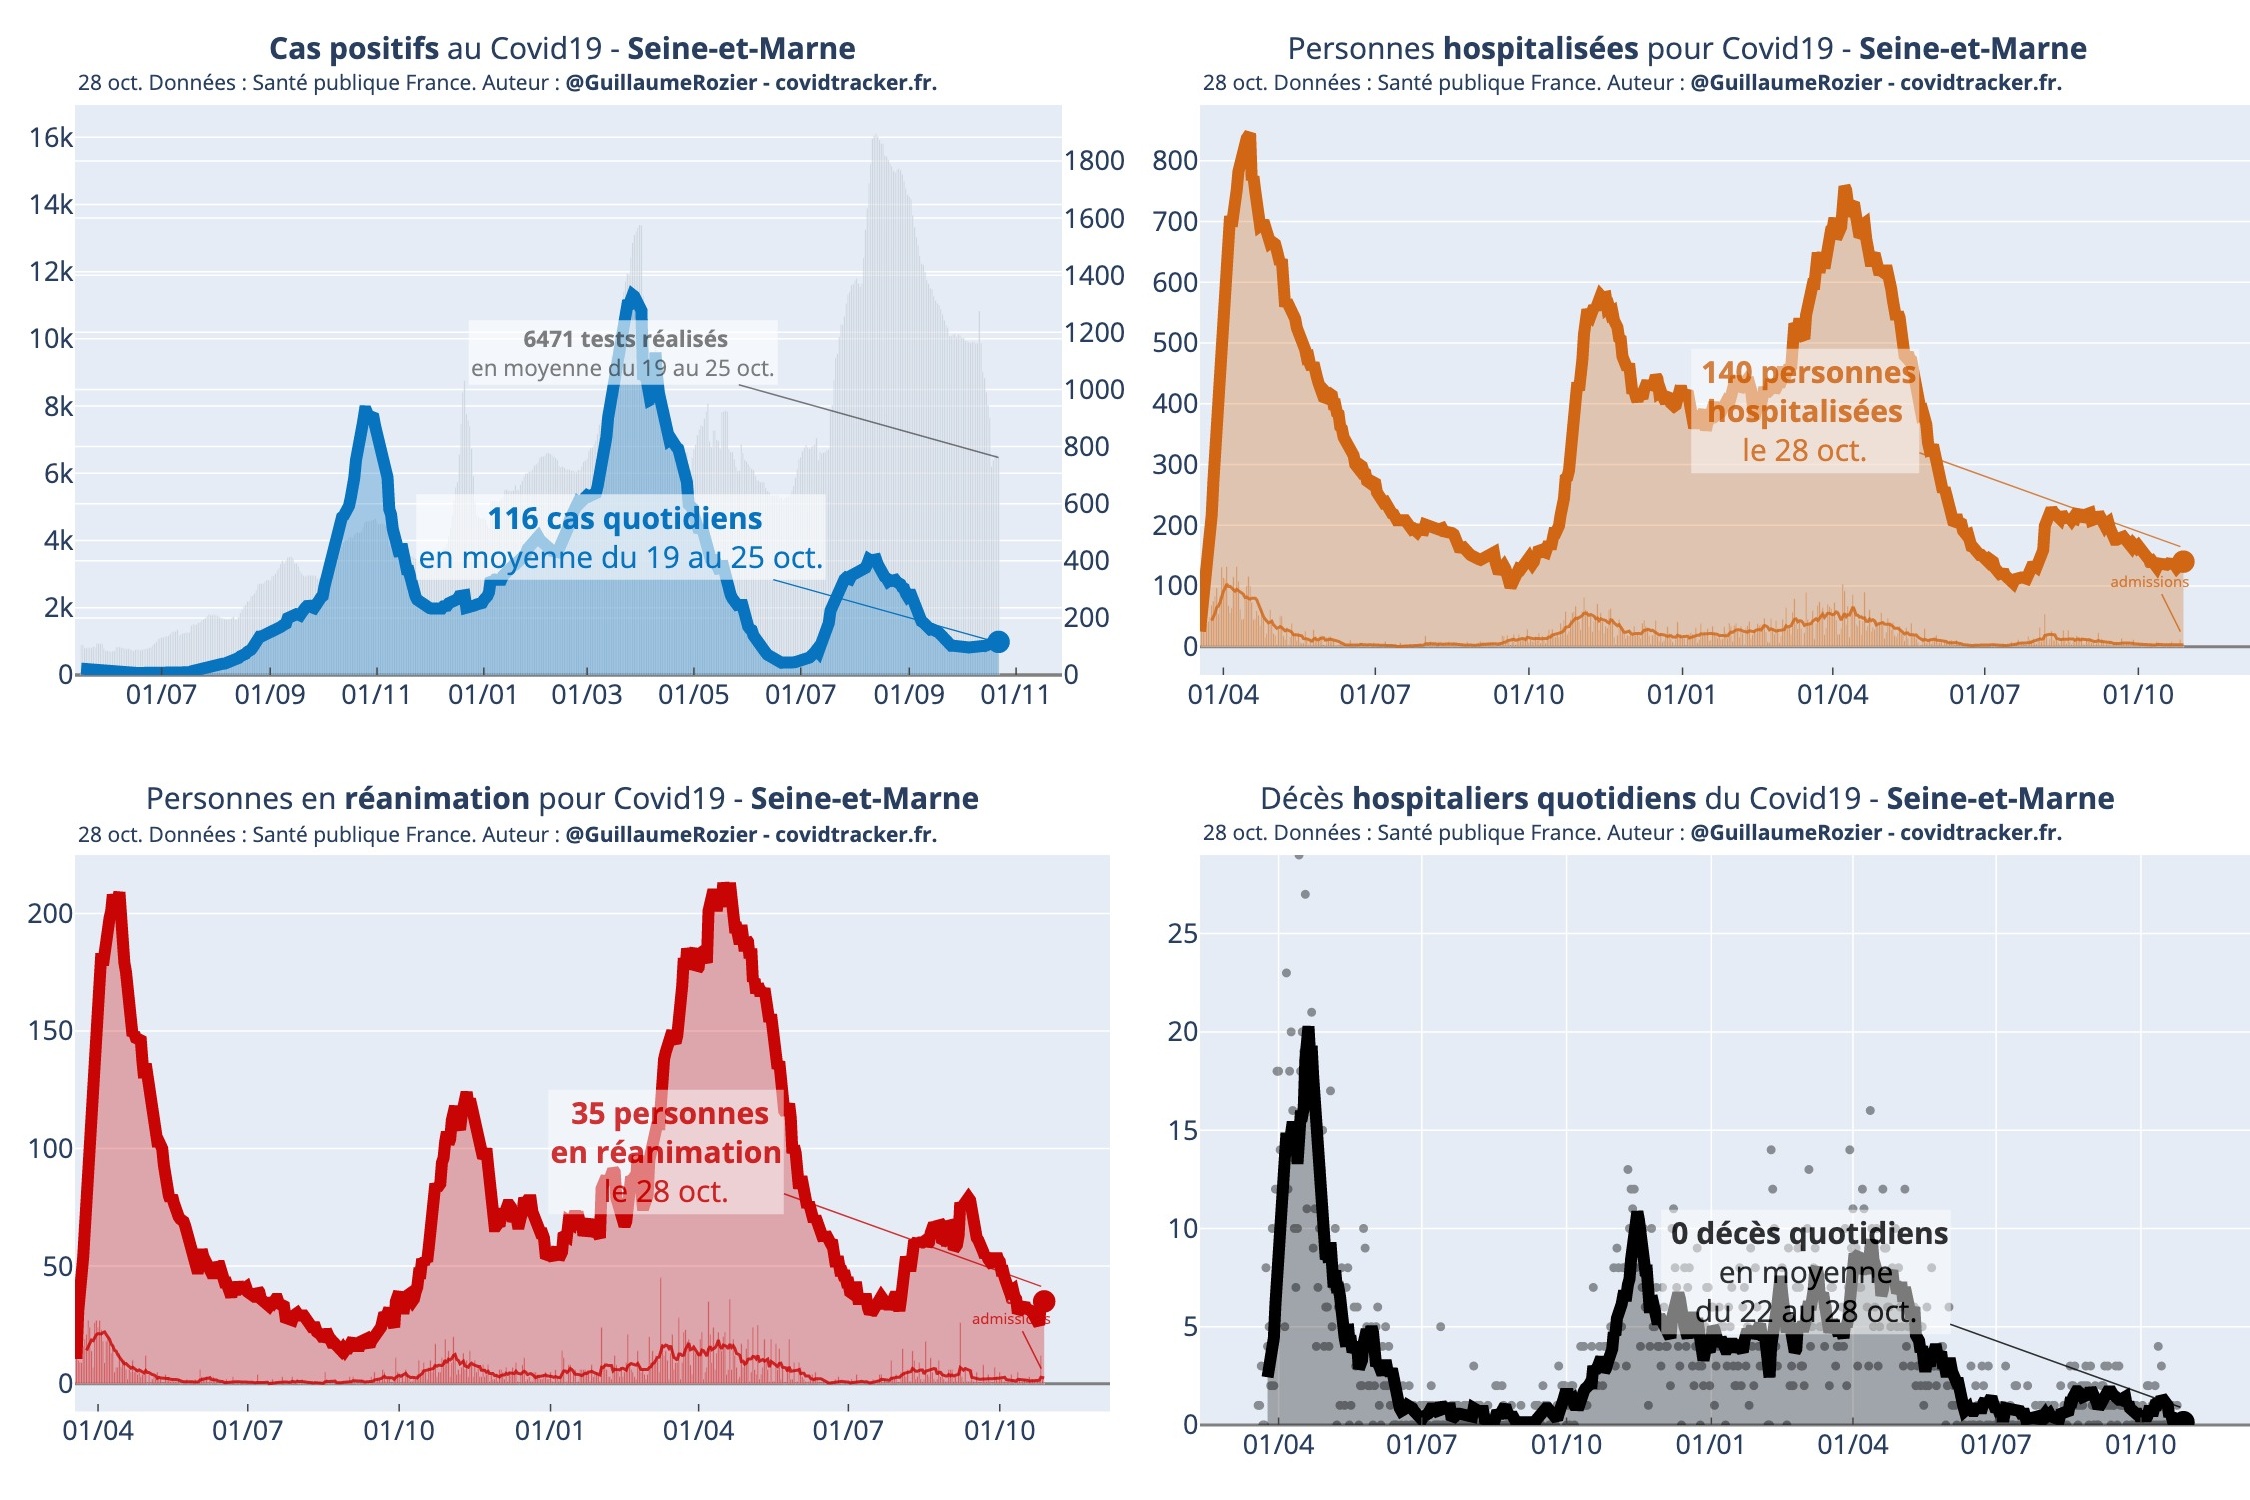 Cas positifs au Covid19 - Seine-et-Marne
28 oct. Données : Santé publique France. Auteur : @GuillaumeRozier - covidtracker.fr.
16k
14k
12k
10k
8k
6k
4k
2k
0
1800
1600
1400
1200
1000
800
600
400
200
0
6471 tests réalisés
en moyenne du 19 au 25 oct.
116 cas quotidiens
en moyenne du 19 au 25 oct.
01/07 01/09 01/11 01/01 01/03 01/05 01/07 01/09 01/11
Personnes hospitalisées pour Covid19 - Seine-et-Marne
28 oct. Données : Santé publique France. Auteur : @GuillaumeRozier - covidtracker.fr.
800
700
600
500
400
300
200
100
0
140 personnes
hospitalisées
le 28 oct.
admissions
01/04 01/07 01/10 01/01 01/04 01/07 01/10
Personnes en réanimation pour Covid19 - Seine-et-Marne
28 oct. Données : Santé publique France. Auteur : @GuillaumeRozier - covidtracker.fr.
200
150
100
50
0
35 personnes
en réanimation
le 28 oct.
admissions
01/04 01/07 01/10 01/01 01/04 01/07 01/10
Décès hospitaliers quotidiens du Covid19 - Seine-et-Marne
28 oct. Données : Santé publique France. Auteur : @GuillaumeRozier - covidtracker.fr.
25
20
15
10
5
0
0 décès quotidiens
en moyenne
du 22 au 28 oct.
01/04 01/07 01/10 01/01 01/04 01/07 01/10